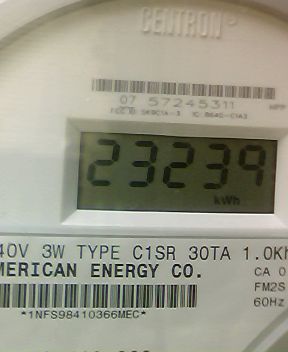 CENTRON
07 57245311
23239
kWh
40V 3W TYPE C1SR 30TA 1.0Kh
MERICAN ENERGY CO.
CA 0
FM2S
60Hz
*1NFS98410366MEC*